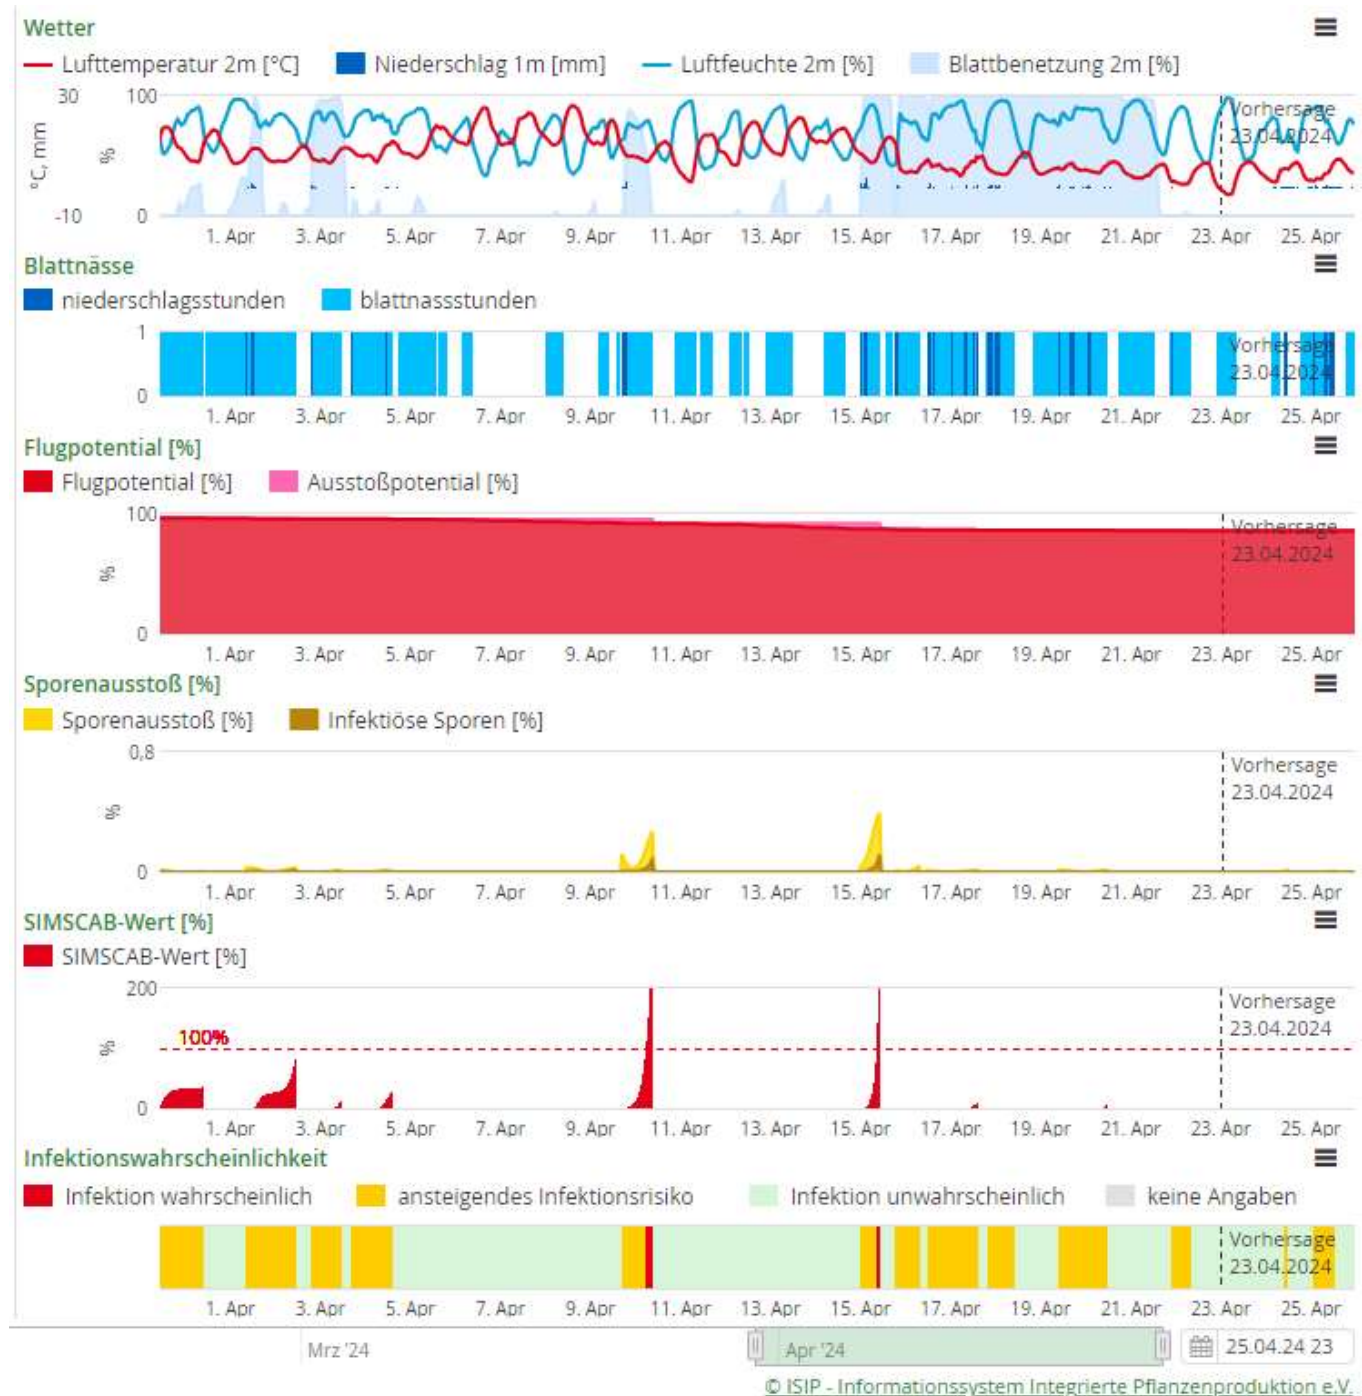 Wetter
Lufttemperatur 2m [°C] Niederschlag 1m [mm] Luftfeuchte 2m [%] Blattbenetzung 2m [%]
30 100
°C, mm %
-10 0
Vorhersage
23.04.2024
1. Apr 3. Apr 5. Apr 7. Apr 9. Apr 11. Apr 13. Apr 15. Apr 17. Apr 19. Apr 21. Apr 23. Apr 25. Apr
Blattnässe
niederschlagsstunden blattnassstunden
1
0
Vorhersage
23.04.2024
1. Apr 3. Apr 5. Apr 7. Apr 9. Apr 11. Apr 13. Apr 15. Apr 17. Apr 19. Apr 21. Apr 23. Apr 25. Apr
Flugpotential [%]
Flugpotential [%] Ausstoßpotential [%]
100
%
0
Vorhersage
23.04.2024
1. Apr 3. Apr 5. Apr 7. Apr 9. Apr 11. Apr 13. Apr 15. Apr 17. Apr 19. Apr 21. Apr 23. Apr 25. Apr
Sporenausstoß [%]
Sporenausstoß [%] Infektiöse Sporen [%]
0,8
%
0
Vorhersage
23.04.2024
1. Apr 3. Apr 5. Apr 7. Apr 9. Apr 11. Apr 13. Apr 15. Apr 17. Apr 19. Apr 21. Apr 23. Apr 25. Apr
SIMSCAB-Wert [%]
SIMSCAB-Wert [%]
200
100%
%
0
Vorhersage
23.04.2024
1. Apr 3. Apr 5. Apr 7. Apr 9. Apr 11. Apr 13. Apr 15. Apr 17. Apr 19. Apr 21. Apr 23. Apr 25. Apr
Infektionswahrscheinlichkeit
Infektion wahrscheinlich ansteigendes Infektionsrisiko Infektion unwahrscheinlich keine Angaben
Vorhersage
23.04.2024
1. Apr 3. Apr 5. Apr 7. Apr 9. Apr 11. Apr 13. Apr 15. Apr 17. Apr 19. Apr 21. Apr 23. Apr 25. Apr
Mrz '24 Apr '24 25.04.24 23
© ISIP - Informationssystem Integrierte Pflanzenproduktion e.V.